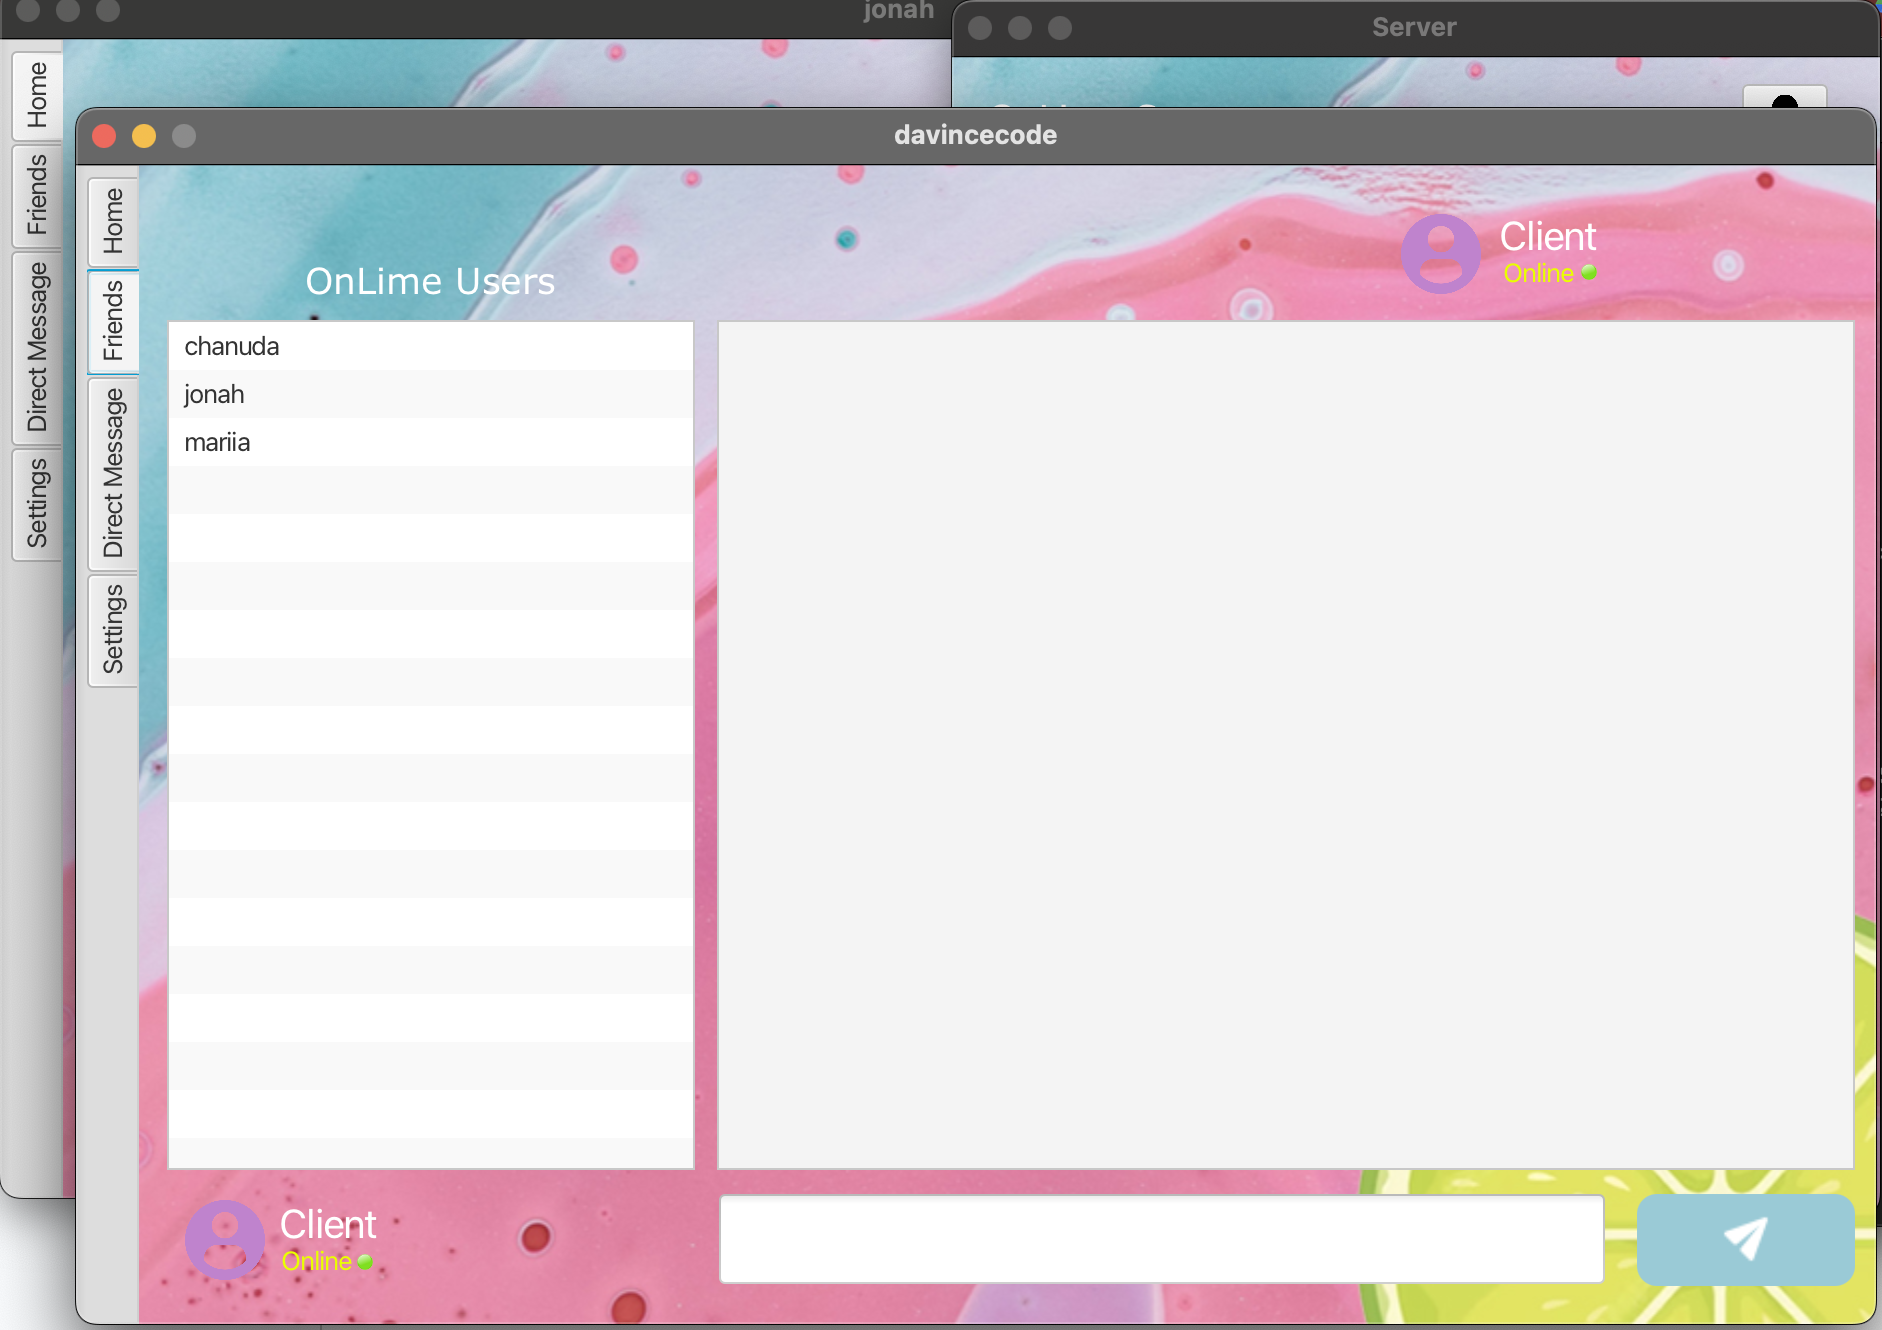 jonah
Server
Home
Friends
Direct Message
Settings
davincecode
Home
Friends
Direct Message
Settings
OnLime Users
Client
Online
chanuda
jonah
mariia
Client
Online